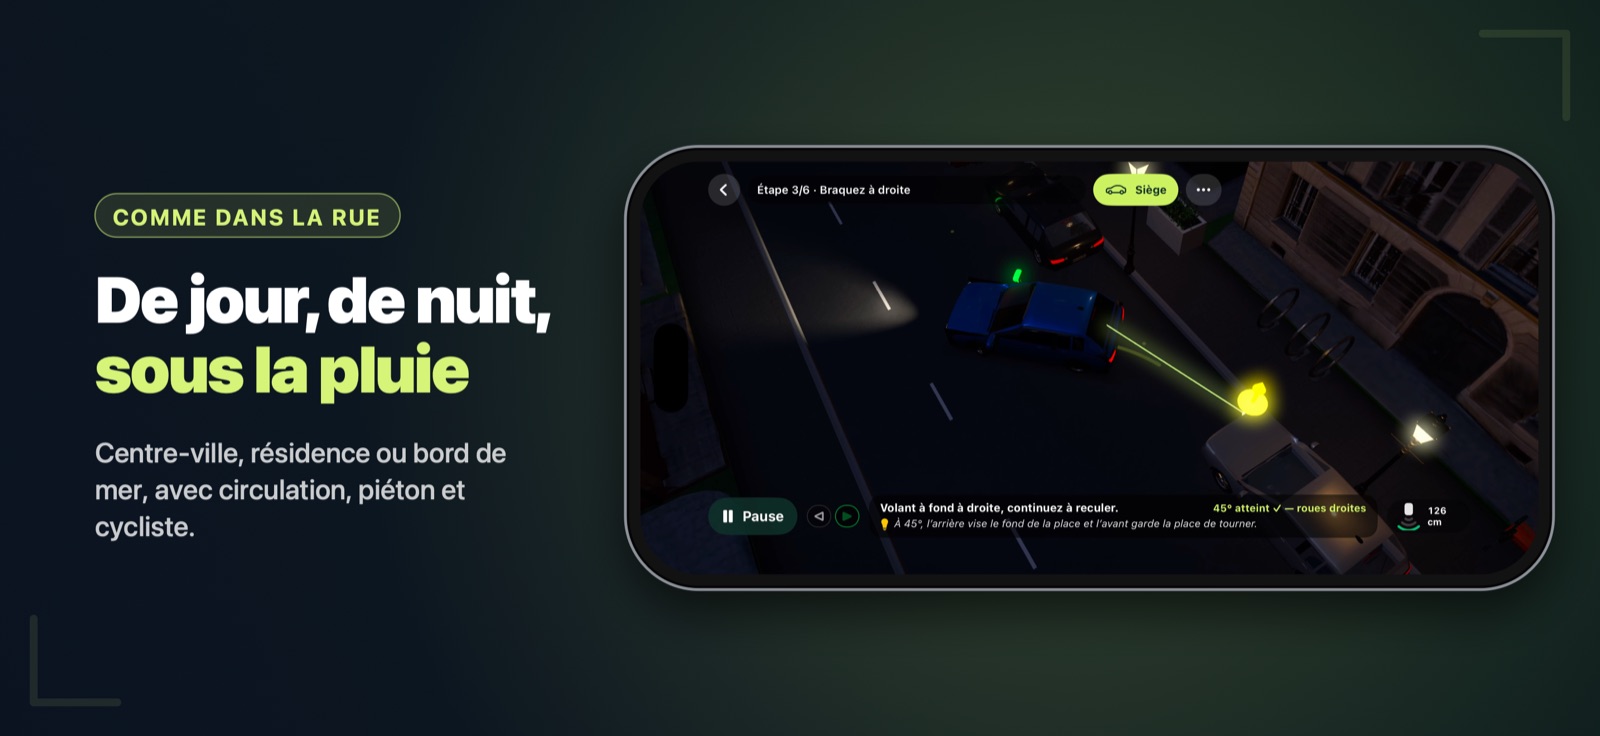 COMME DANS LA RUE
De jour, de nuit,
sous la pluie
Centre-ville, résidence ou bord de
mer, avec circulation, piéton et
cycliste.
Étape 3/6 · Braquez à droite
Siège
Pause
Volant à fond à droite, continuez à reculer.
45° atteint ✓ — roues droites
💡 À 45°, l'arrière vise le fond de la place et l'avant garde la place de tourner.
126
cm